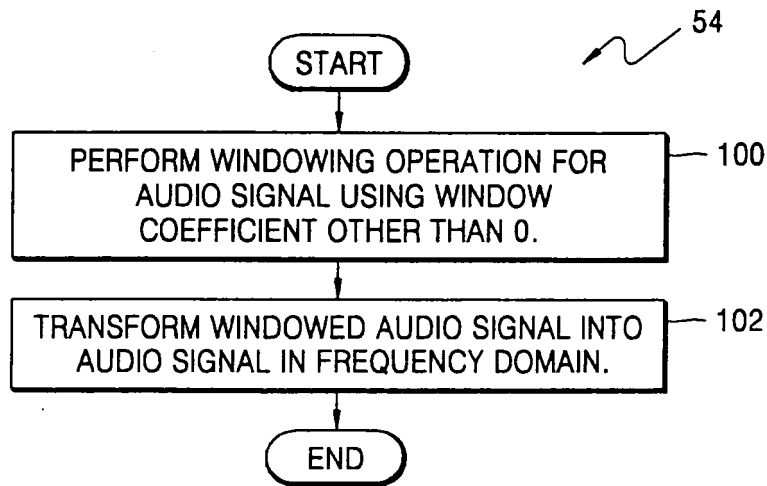 54
START
PERFORM WINDOWING OPERATION FOR
AUDIO SIGNAL USING WINDOW
COEFFICIENT OTHER THAN 0.
100
TRANSFORM WINDOWED AUDIO SIGNAL INTO
AUDIO SIGNAL IN FREQUENCY DOMAIN.
102
END